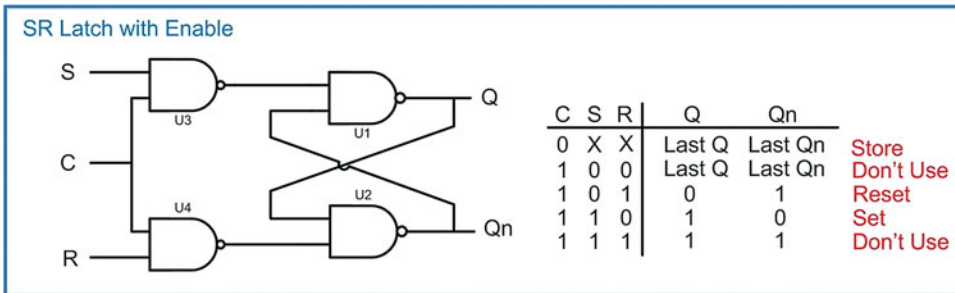 SR Latch with Enable
S
U3
U1
Q
C
U4
U2
R
Qn
C S R Q Qn
0 X X Last Q Last Qn Store
1 0 0 Last Q Last Qn Don't Use
1 0 1 0 1 Reset
1 1 0 1 0 Set
1 1 1 1 1 Don't Use